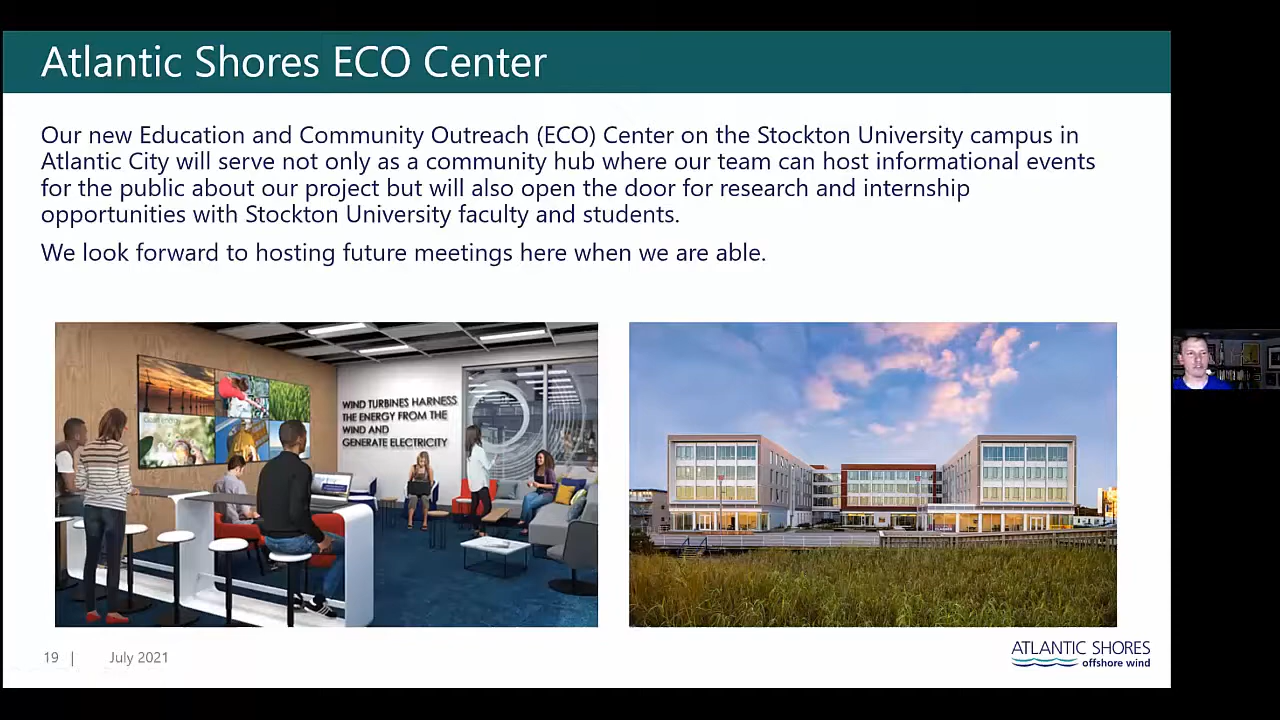 Atlantic Shores ECO Center
Our new Education and Community Outreach (ECO) Center on the Stockton University campus in
Atlantic City will serve not only as a community hub where our team can host informational events
for the public about our project but will also open the door for research and internship
opportunities with Stockton University faculty and students.
We look forward to hosting future meetings here when we are able.
WIND TURBINES HARNESS
THE ENERGY FROM THE
WIND AND
GENERATE ELECTRICITY
clean energy
19 |
July 2021
ATLANTIC SHORES
offshore wind